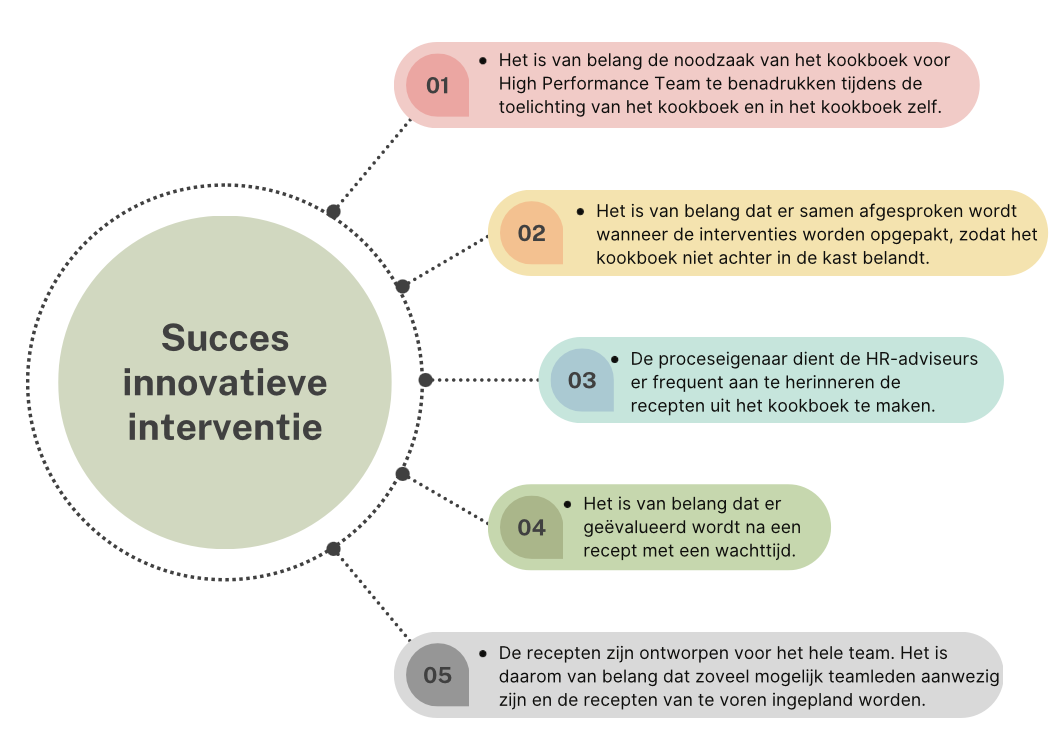 Succes
innovatieve
interventie
01
• Het is van belang de noodzaak van het kookboek voor
High Performance Team te benadrukken tijdens de
toelichting van het kookboek en in het kookboek zelf.
02
• Het is van belang dat er samen afgesproken wordt
wanneer de interventies worden opgepakt, zodat het
kookboek niet achter in de kast belandt.
03
• De proceseigenaar dient de HR-adviseurs
er frequent aan te herinneren de
recepten uit het kookboek te maken.
04
• Het is van belang dat er
geëvalueerd wordt na een
recept met een wachttijd.
05
• De recepten zijn ontworpen voor het hele team. Het is
daarom van belang dat zoveel mogelijk teamleden aanwezig
zijn en de recepten van te voren ingepland worden.